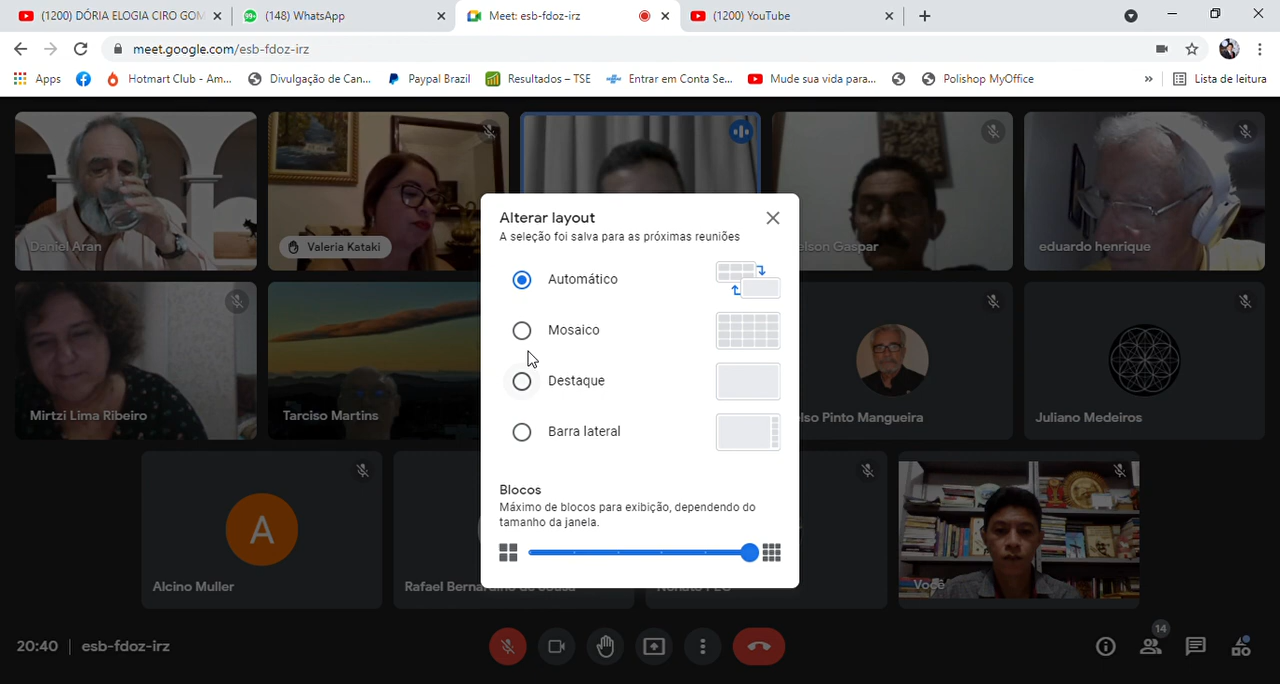 (1200) DÓRIA ELOGIA CIRO GOM
(148) WhatsApp
Meet: esb-fdoz-irz
(1200) YouTube
meet.google.com/esb-fdoz-irz
Apps
Hotmart Club - Am...
Divulgação de Can...
Paypal Brazil
Resultados – TSE
Entrar em Conta Se...
Mude sua vida para...
Polishop MyOffice
»
Lista de leitura
Daniel Aran
Valeria Kataki
elson Gaspar
eduardo henrique
Alterar layout
A seleção foi salva para as próximas reuniões
Automático
Mosaico
Destaque
Barra lateral
Blocos
Máximo de blocos para exibição, dependendo do
tamanho da janela.
Mirtzi Lima Ribeiro
Tarciso Martins
lso Pinto Mangueira
Juliano Medeiros
A
Alcino Muller
Rafael Bernardino de Sousa
Você
20:40 | esb-fdoz-irz
14